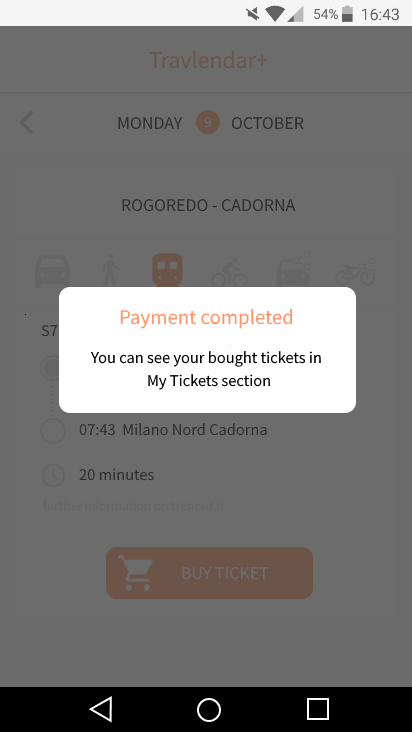 54% 16:43
Travlendar+
MONDAY 9 OCTOBER
ROGOREDO - CADORNA
S7
Payment completed
You can see your bought tickets in
My Tickets section
07:43 Milano Nord Cadorna
20 minutes
further information on trenord.it
BUY TICKET